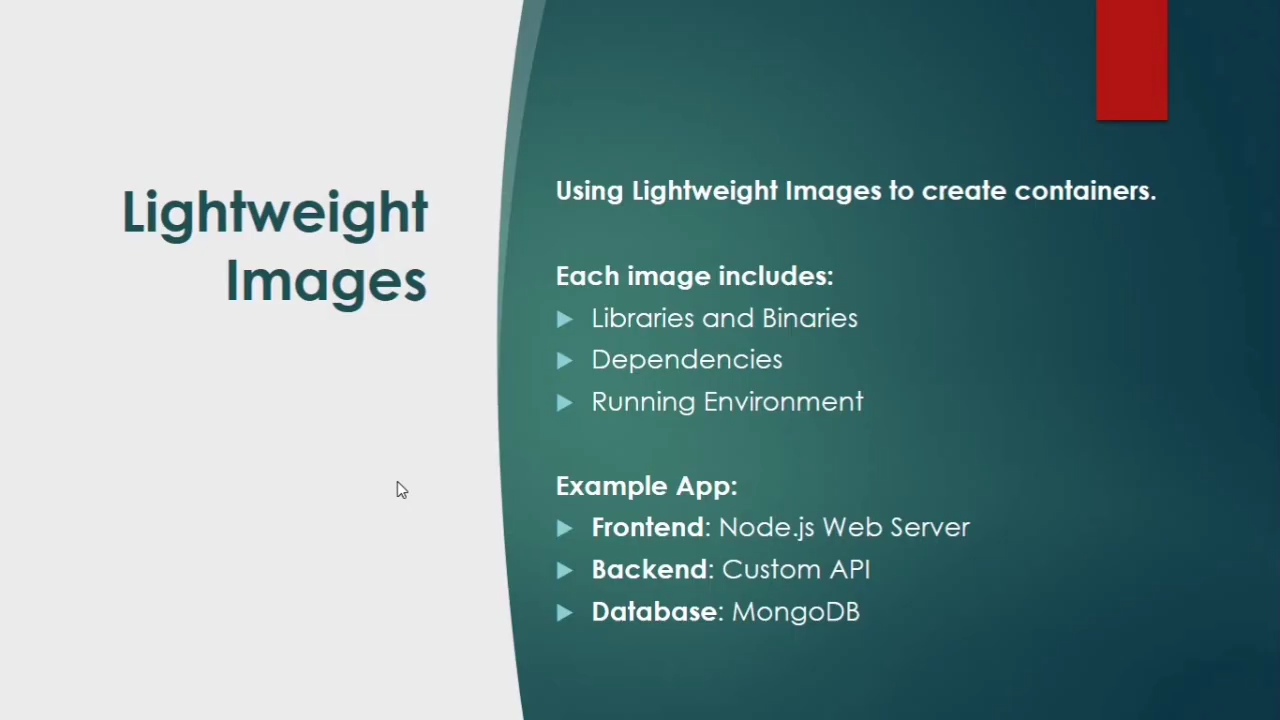 Lightweight
Images
Using Lightweight Images to create containers.
Each image includes:
Libraries and Binaries
Dependencies
Running Environment
Example App:
Frontend: Node.js Web Server
Backend: Custom API
Database: MongoDB